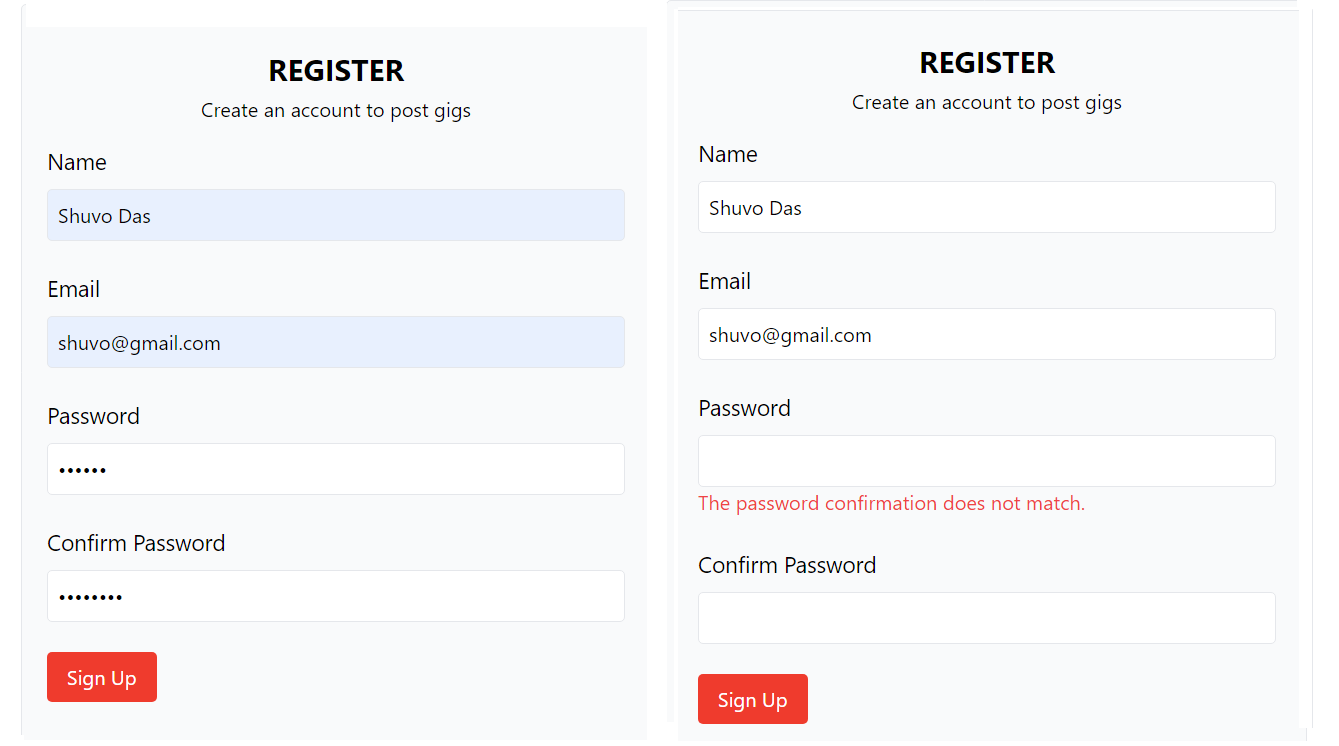 REGISTER
Create an account to post gigs
Name
Shuvo Das
Email
shuvo@gmail.com
Password
••••••
Confirm Password
••••••••
Sign Up
REGISTER
Create an account to post gigs
Name
Shuvo Das
Email
shuvo@gmail.com
Password
The password confirmation does not match.
Confirm Password
Sign Up